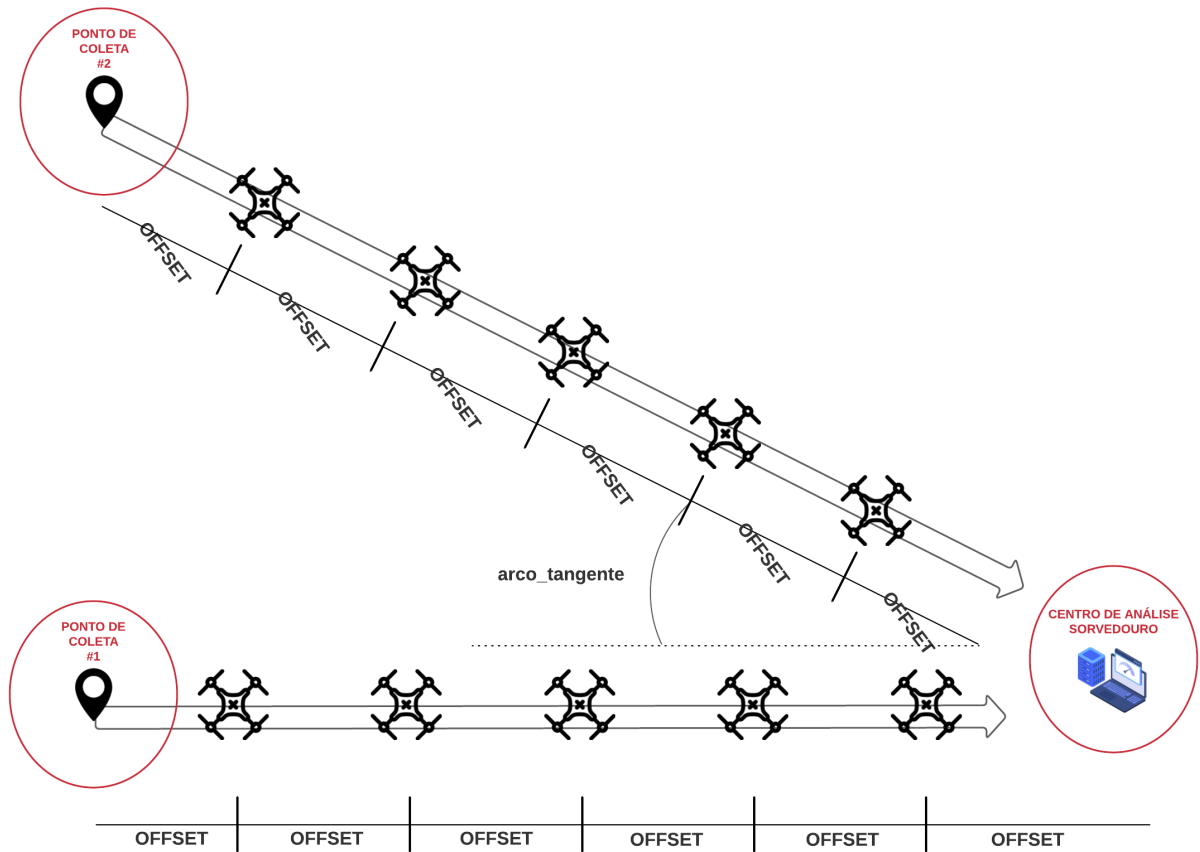 PONTO DE
COLETA
#2
OFFSET
OFFSET
OFFSET
OFFSET
OFFSET
OFFSET
arco_tangente
CENTRO DE ANÁLISE
SORVEDOURO
PONTO DE
COLETA
#1
OFFSET
OFFSET
OFFSET
OFFSET
OFFSET
OFFSET